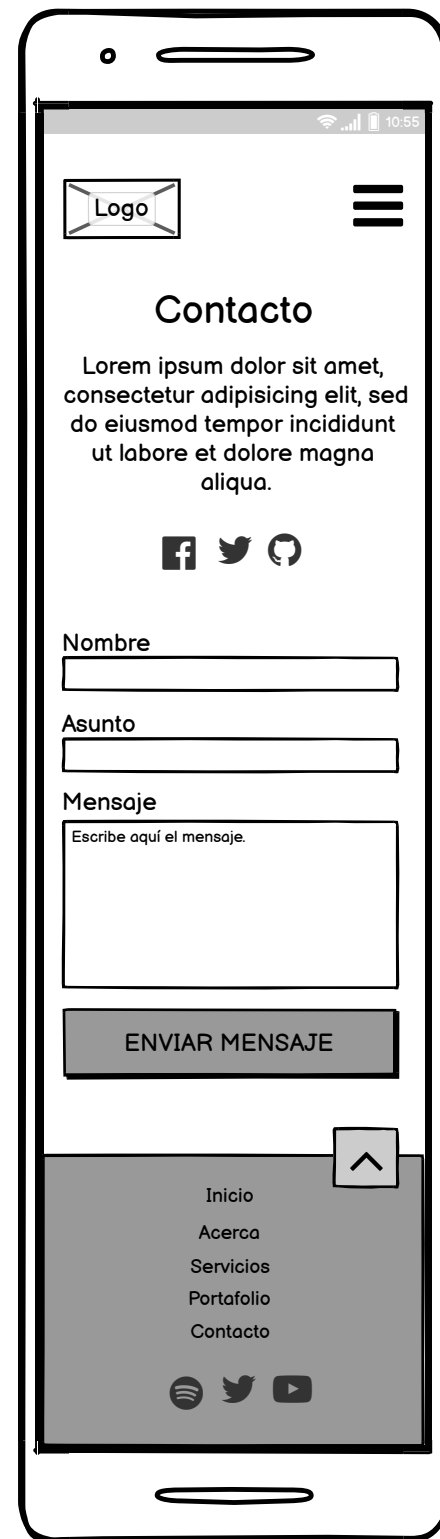 10:55
Logo
Contacto
Lorem ipsum dolor sit amet,
consectetur adipisicing elit, sed
do eiusmod tempor incididunt
ut labore et dolore magna
aliqua.
Nombre
Asunto
Mensaje
Escribe aquí el mensaje.
ENVIAR MENSAJE
Inicio
Acerca
Servicios
Portafolio
Contacto